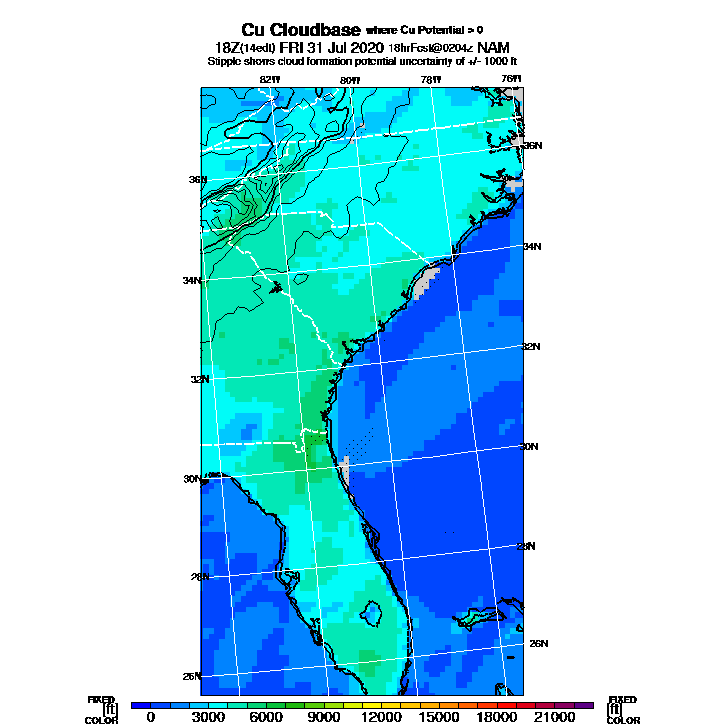 Cu Cloudbase where Cu Potential > 0
18Z(14edt) FRI 31 Jul 2020 18hrFcst@0204z NAM
Stipple shows cloud formation potential uncertainty of +/- 1000 ft
82W 80W 78W 76W
36N
36N
34N
34N
32N
32N
30N
30N
28N
28N
26N
26N
FIXED FIXED
[ft] [ft]
COLOR 0 3000 6000 9000 12000 15000 18000 21000 COLOR